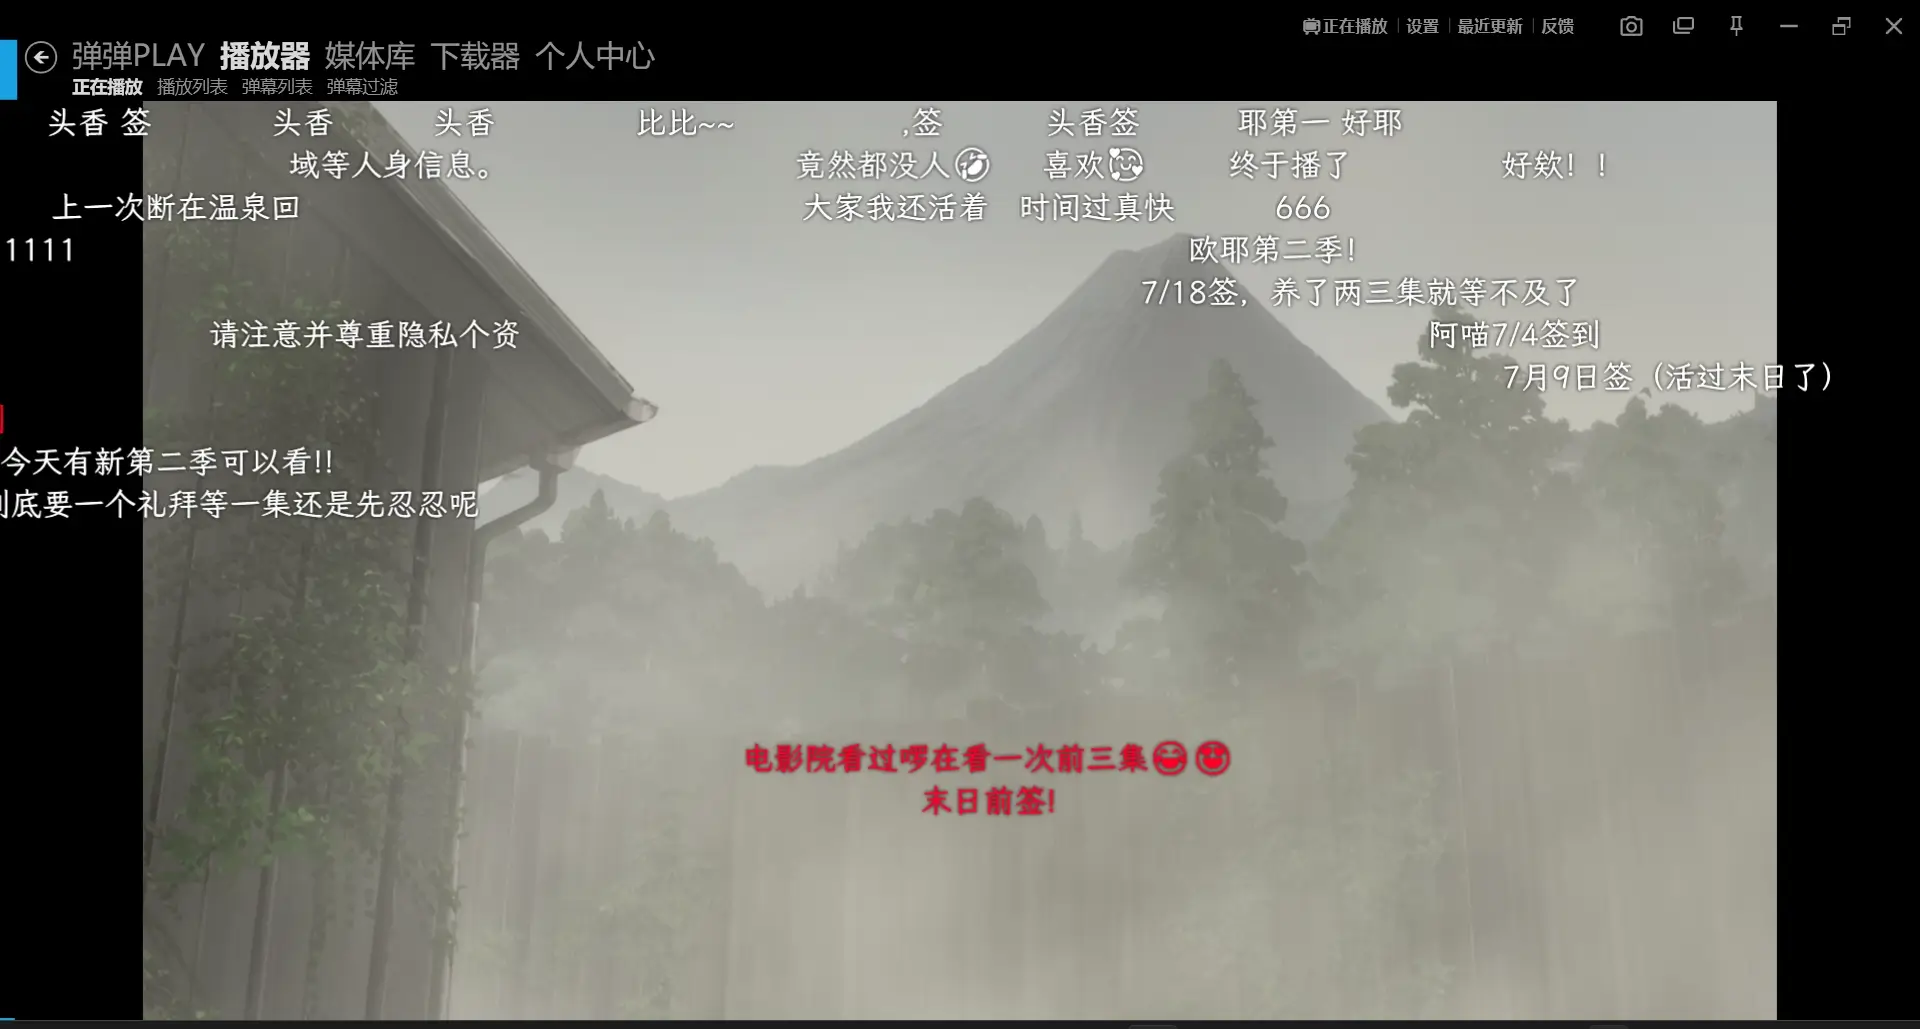 正在播放 设置 最近更新 反馈
弹弹PLAY 播放器 媒体库 下载器 个人中心
正在播放 播放列表 弹幕列表 弹幕过滤
头香 签 头香 头香 比比~~ ,签 头香签 耶第一 好耶
域等人身信息。 竟然都没人🤣 喜欢🥰 终于播了 好欸！！
上一次断在温泉回 大家我还活着 时间过真快 666
1111 欧耶第二季！
7/18签，养了两三集就等不及了
请注意并尊重隐私个资 阿喵7/4签到
7月9日签（活过末日了）
今天有新第二季可以看!!
到底要一个礼拜等一集还是先忍忍呢
电影院看过啰在看一次前三集😂😍
末日前签!